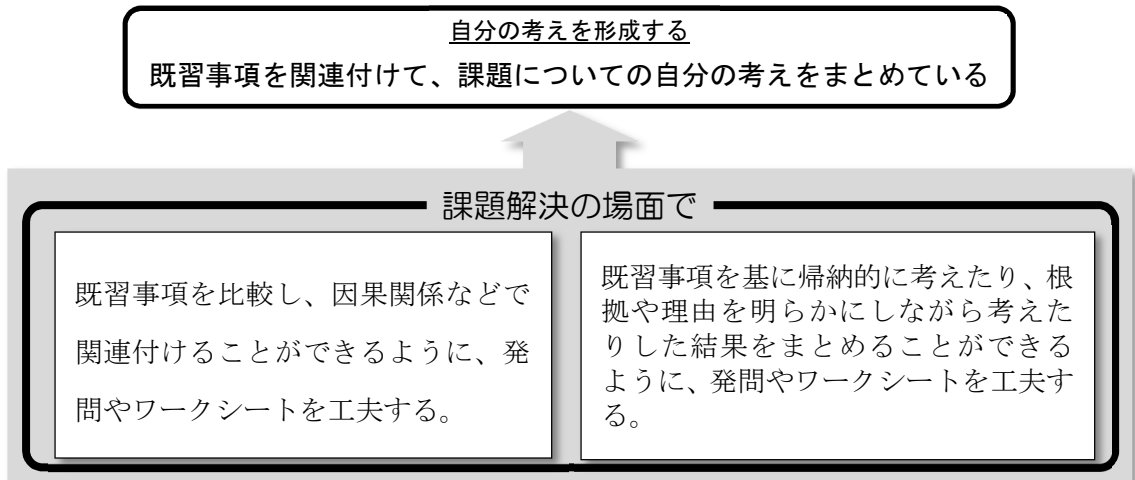 自分の考えを形成する
既習事項を関連付けて、課題についての自分の考えをまとめている
課題解決の場面で
既習事項を比較し、因果関係などで
関連付けることができるように、発
問やワークシートを工夫する。
既習事項を基に帰納的に考えたり、根
拠や理由を明らかにしながら考えた
りした結果をまとめることができる
ように、発問やワークシートを工夫す
る。